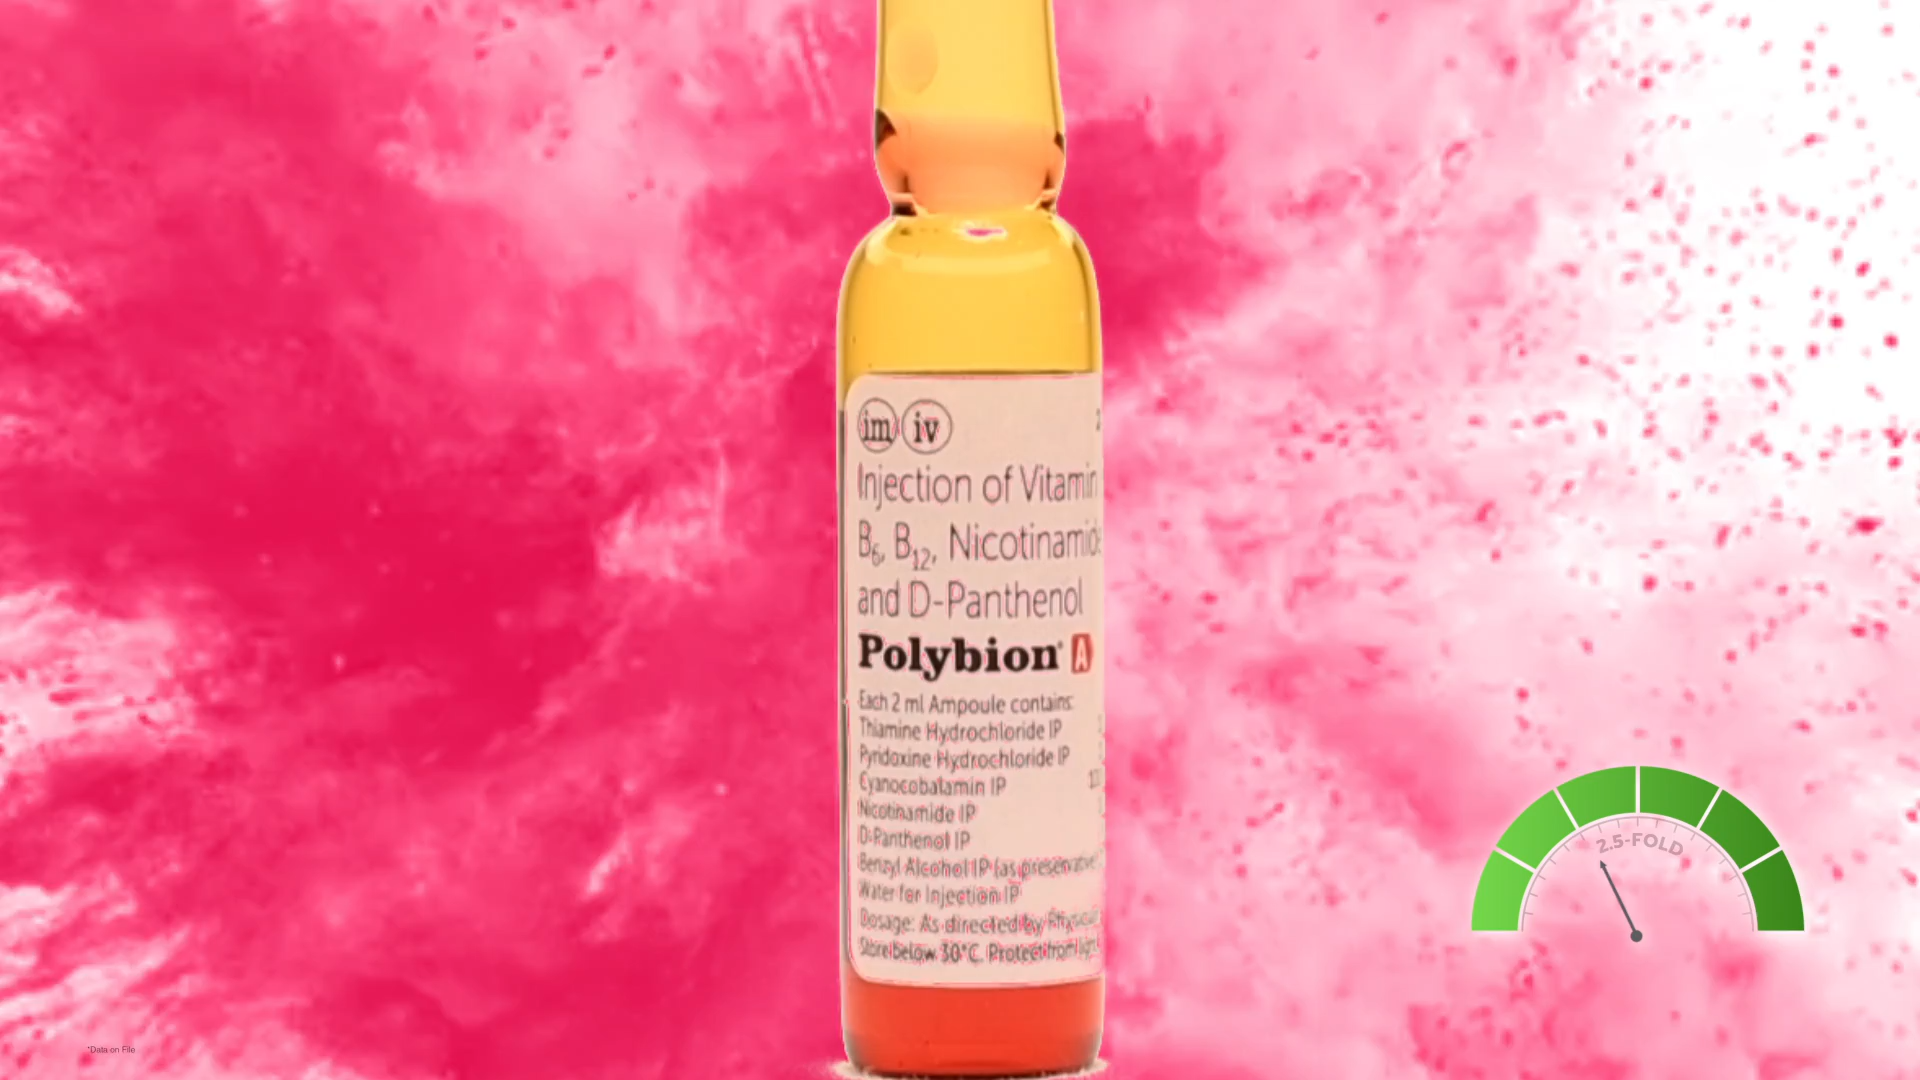 im iv 2
Injection of Vitamin
B6, B12, Nicotinamide
and D-Panthenol
Polybion A
Each 2 ml Ampoule contains:
Thiamine Hydrochloride IP
Pyridoxine Hydrochloride IP
Cyanocobalamin IP
Nicotinamide IP
D-Panthenol IP
Benzyl Alcohol IP (as preservative)
Water for Injection IP
Dosage: As directed by
Store below 30°C. Protect from light
2.5-FOLD
*Data on File